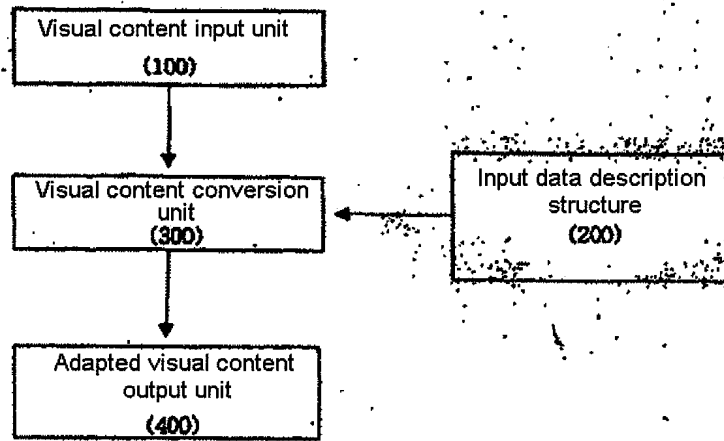 Visual content input unit
(100)
Visual content conversion
unit
(300)
Input data description
structure
(200)
Adapted visual content
output unit
(400)